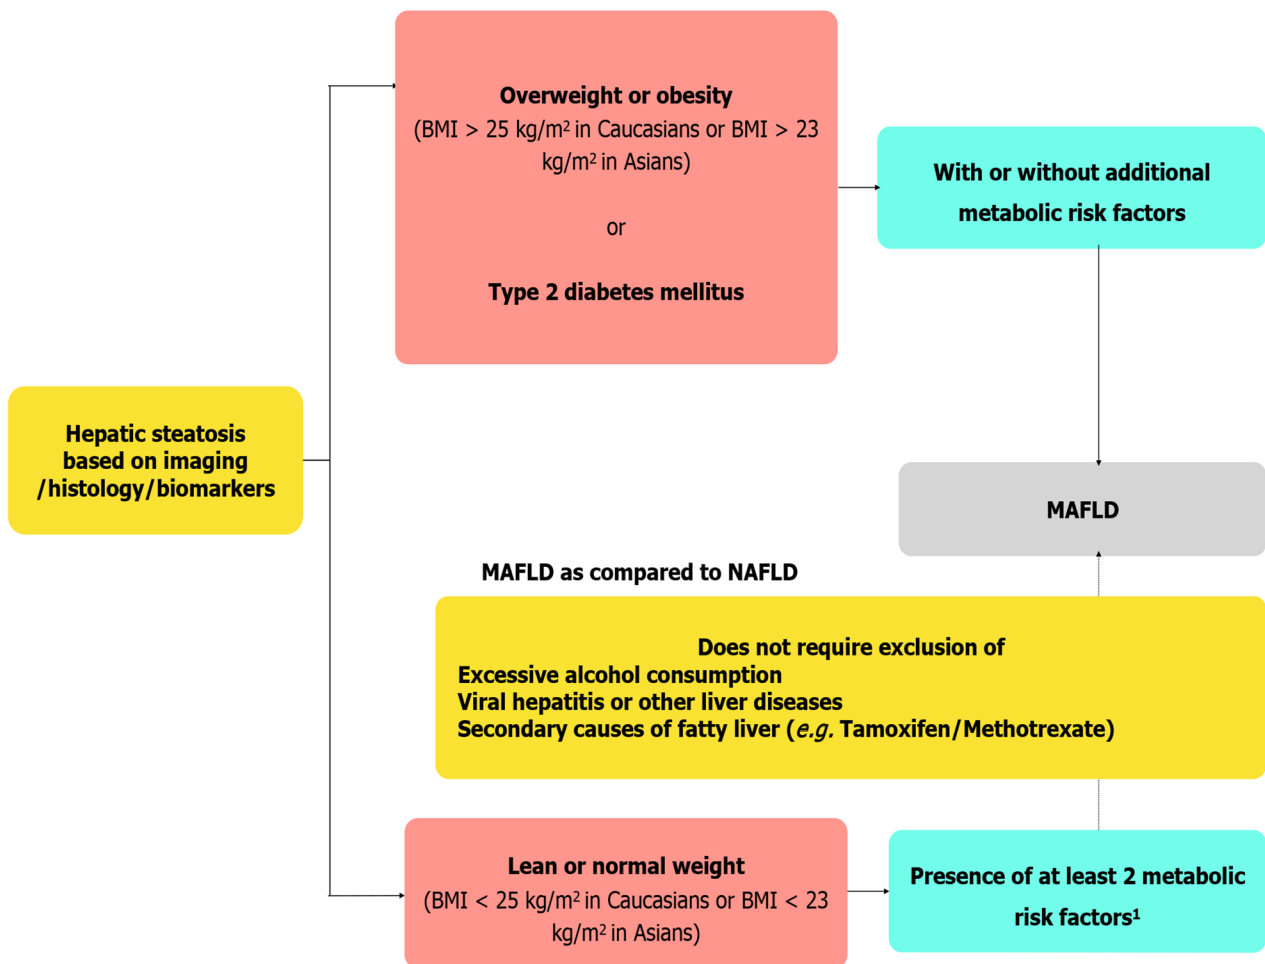 Overweight or obesity
(BMI > 25 kg/m² in Caucasians or BMI > 23
kg/m² in Asians)
or
Type 2 diabetes mellitus
With or without additional
metabolic risk factors
Hepatic steatosis
based on imaging
/histology/biomarkers
MAFLD
MAFLD as compared to NAFLD
Does not require exclusion of
Excessive alcohol consumption
Viral hepatitis or other liver diseases
Secondary causes of fatty liver (e.g. Tamoxifen/Methotrexate)
Lean or normal weight
(BMI < 25 kg/m² in Caucasians or BMI < 23
kg/m² in Asians)
Presence of at least 2 metabolic
risk factors¹